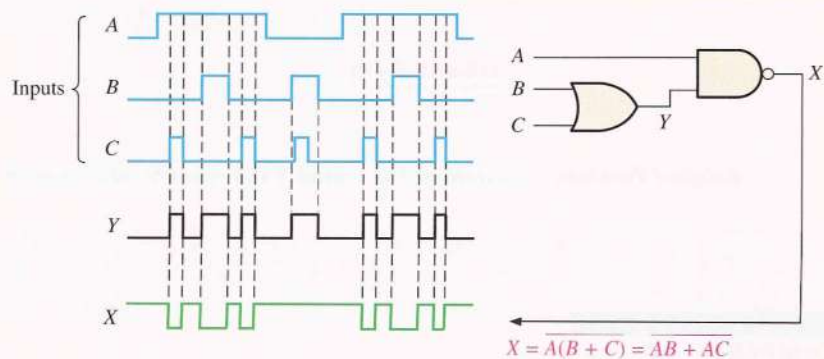 Inputs
A
B
C
Y
X
A
B
C
Y
X
X = \overline{A(B + C)} = \overline{AB + AC}